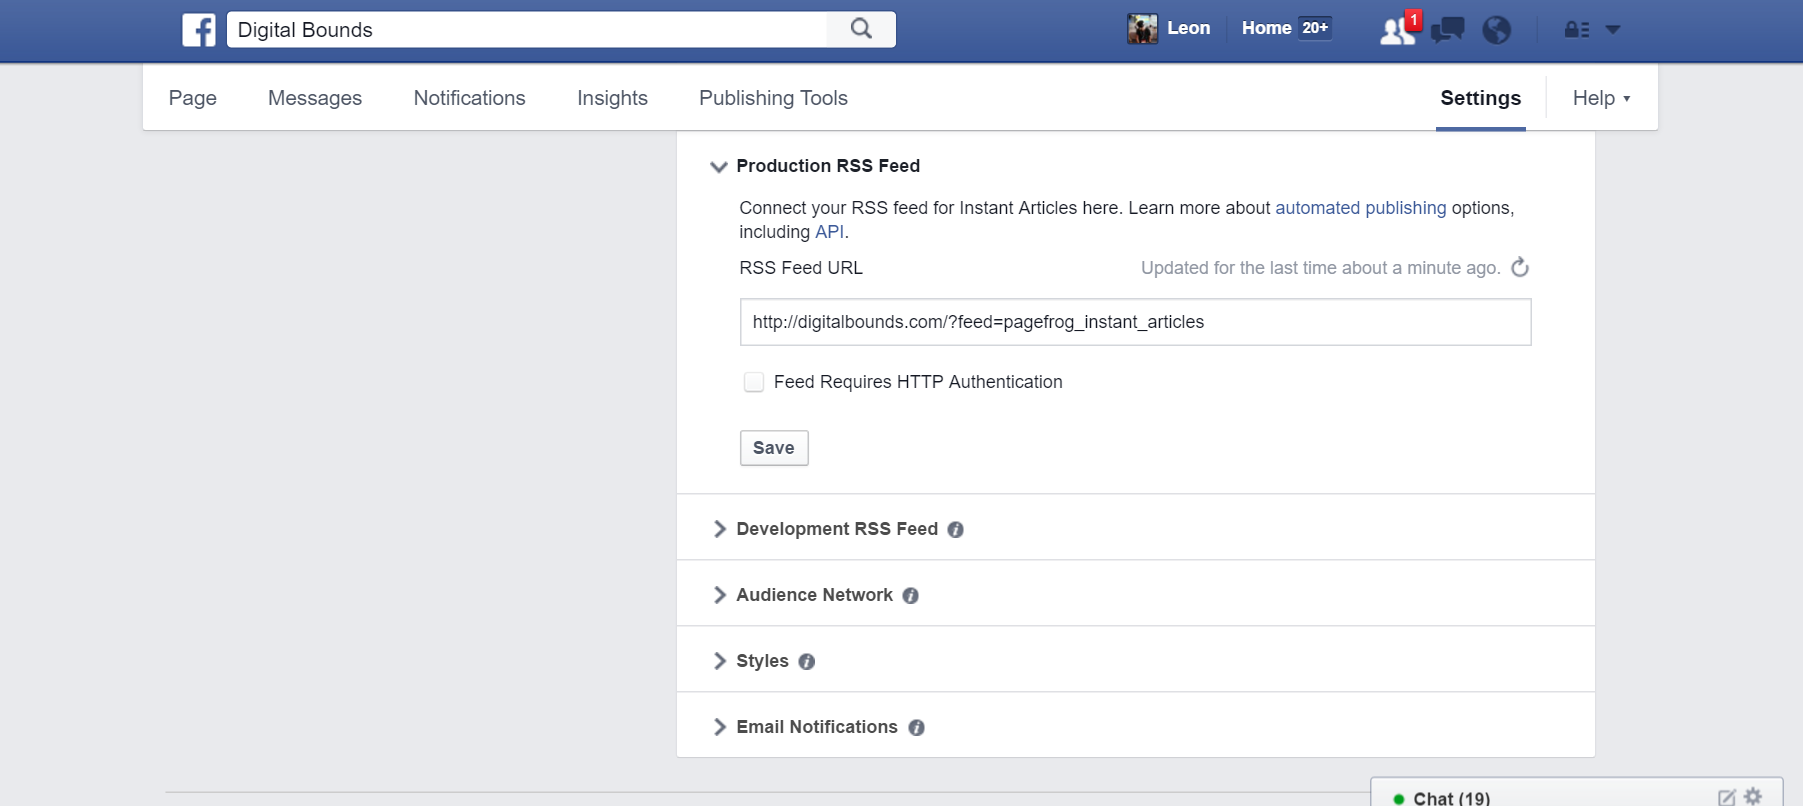 Digital Bounds
Leon
Home 20+
1
Page Messages Notifications Insights Publishing Tools Settings Help
Production RSS Feed
Connect your RSS feed for Instant Articles here. Learn more about automated publishing options,
including API.
RSS Feed URL
Updated for the last time about a minute ago.
http://digitalbounds.com/?feed=pagefrog_instant_articles
Feed Requires HTTP Authentication
Save
Development RSS Feed
Audience Network
Styles
Email Notifications
Chat (19)